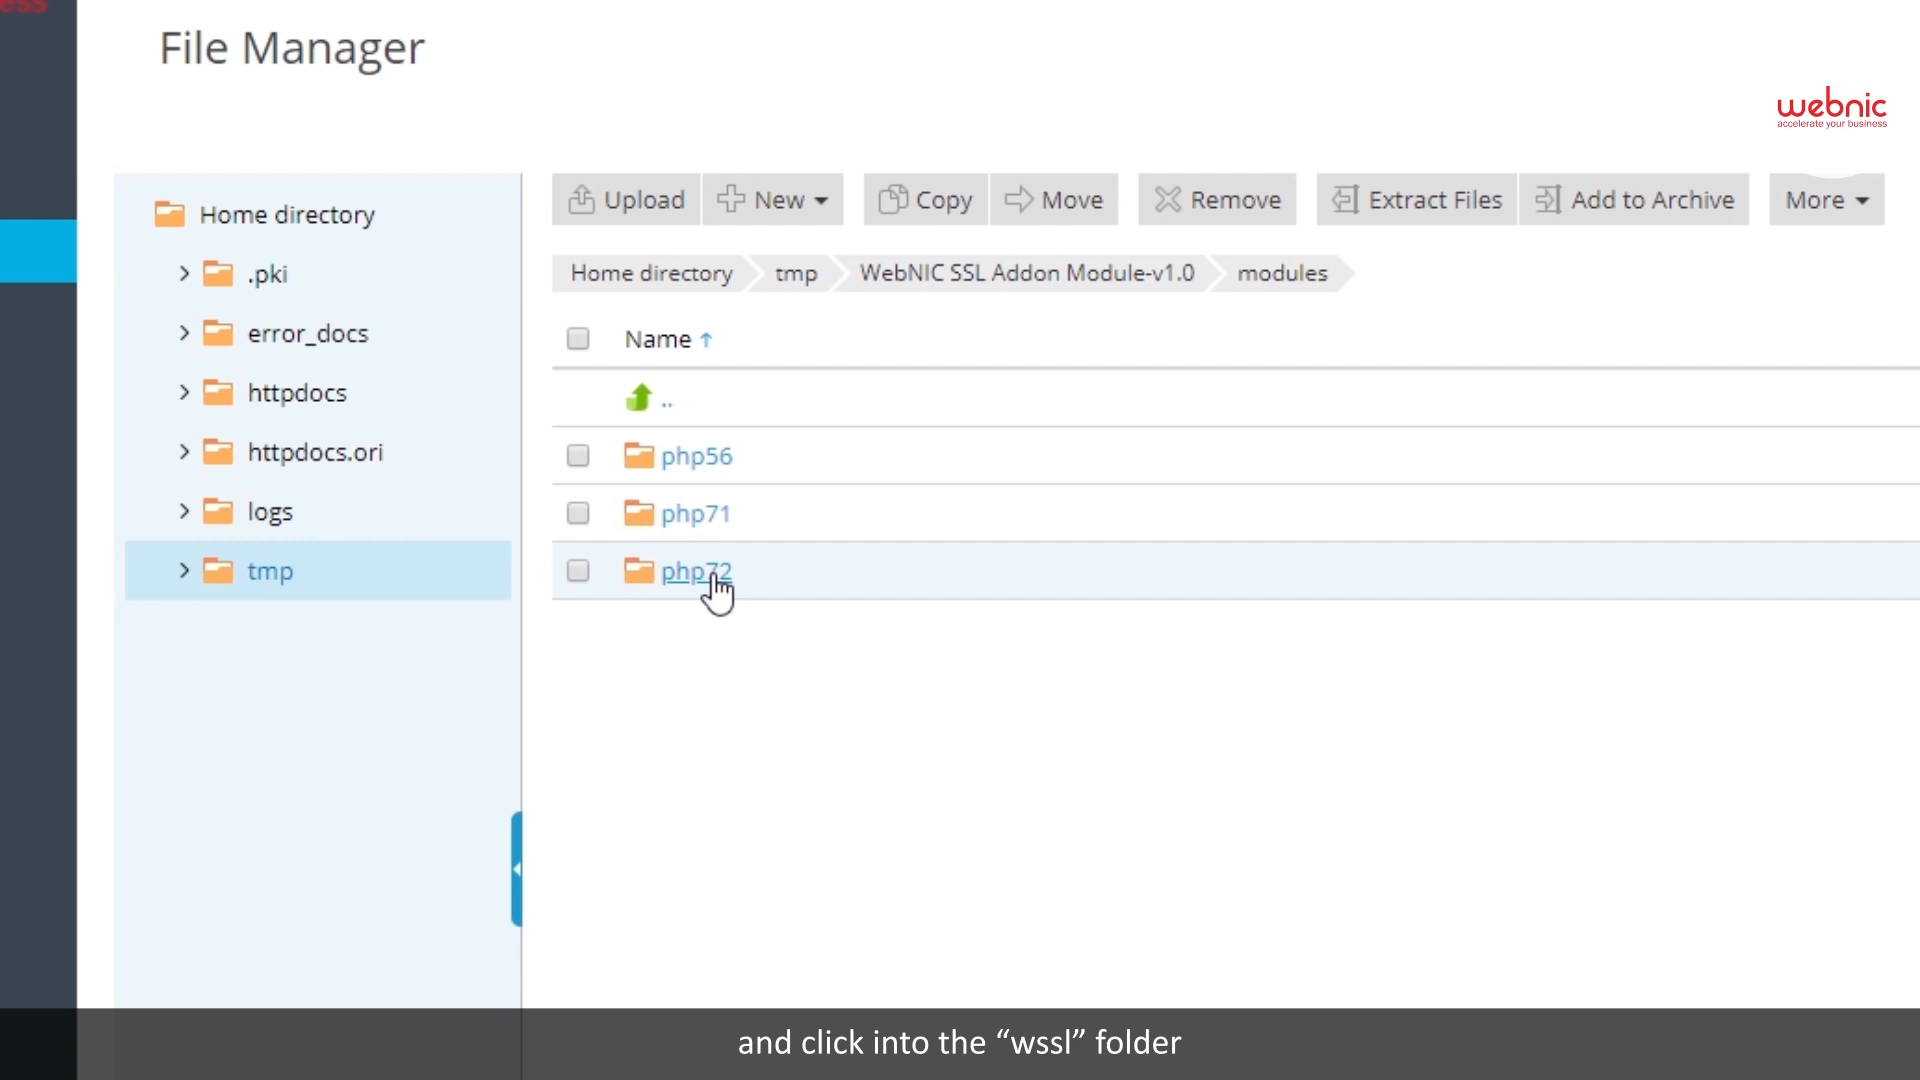 ess
File Manager
webnic
accelerate your business
Home directory
.pki
error_docs
httpdocs
httpdocs.ori
logs
tmp
Upload New Copy Move Remove Extract Files Add to Archive More
Home directory tmp WebNIC SSL Addon Module-v1.0 modules
Name
..
php56
php71
php72
and click into the “wssl” folder